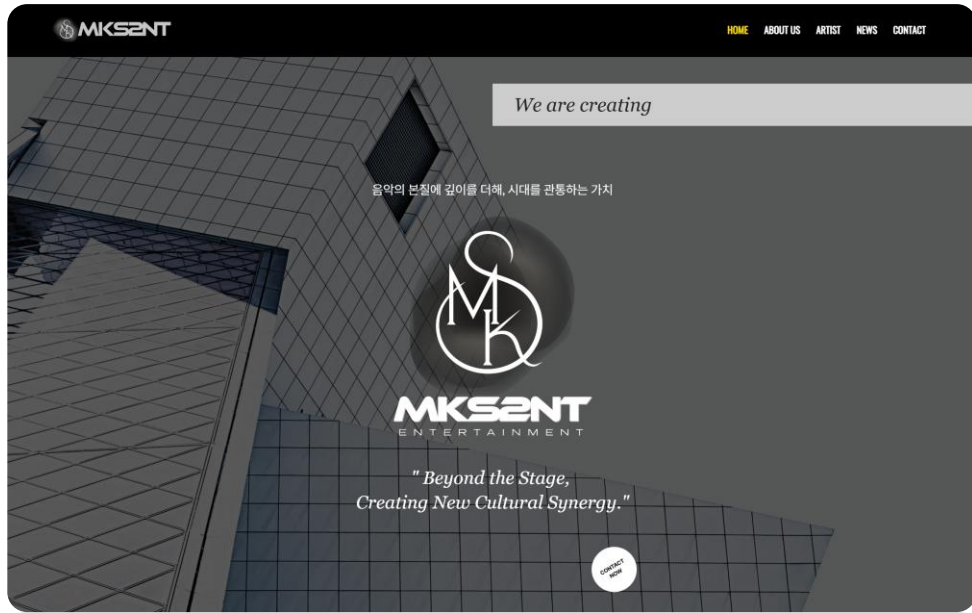 MKS2NT
HOME ABOUT US ARTIST NEWS CONTACT
We are creating
음악의 본질에 깊이를 더해, 시대를 관통하는 가치
MSK
MKS2NT
ENTERTAINMENT
" Beyond the Stage,
Creating New Cultural Synergy."
CONTACT
NOW